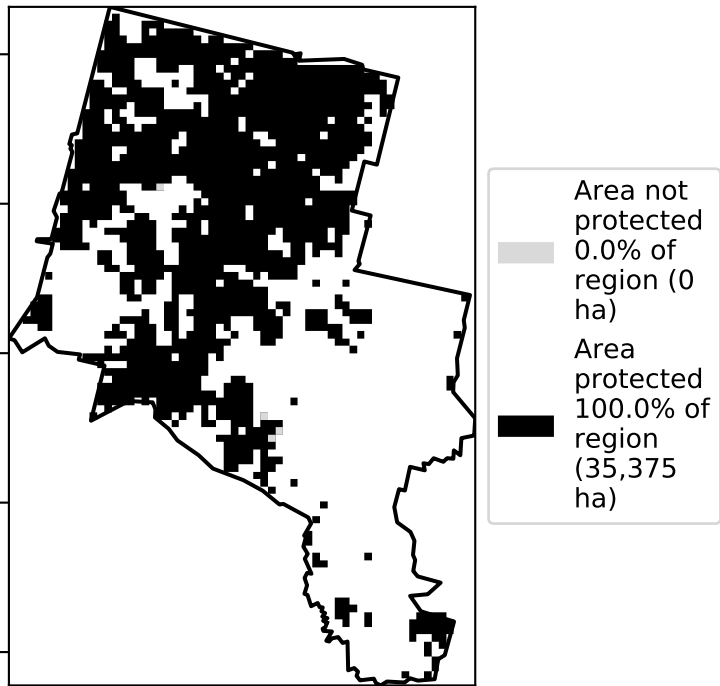 Area not
protected
0.0% of
region (0
ha)
Area
protected
100.0% of
region
(35,375
ha)